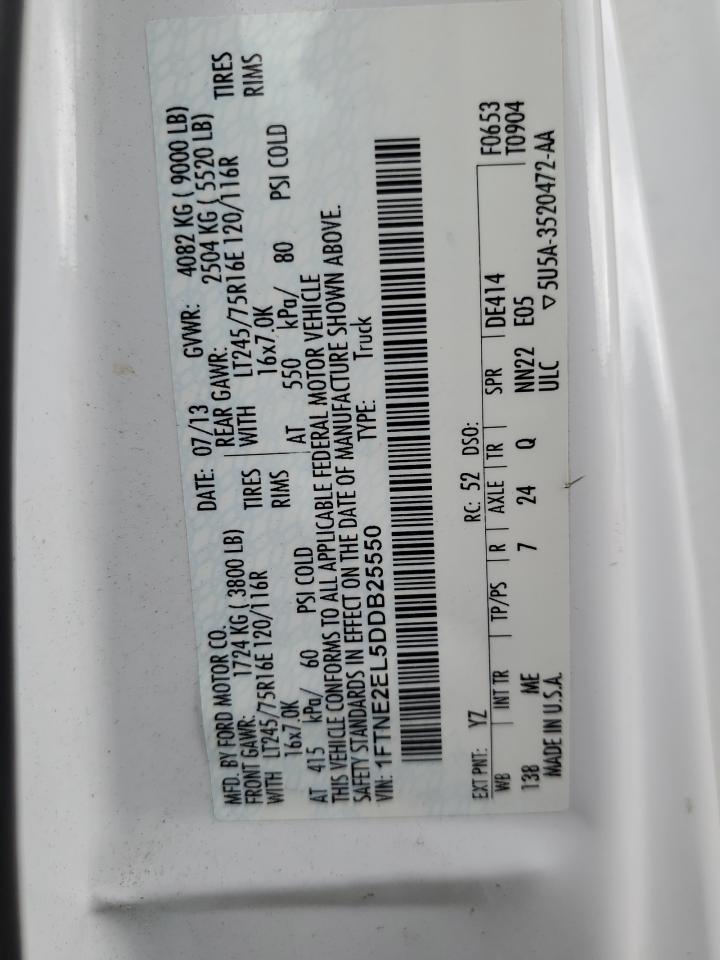 MFD. BY FORD MOTOR CO.
DATE: 07/13 GVWR: 4082 KG ( 9000 LB)
FRONT GAWR: 1724 KG ( 3800 LB) REAR GAWR: 2504 KG ( 5520 LB)
WITH LT245/75R16E 120/116R TIRES WITH LT245/75R16E 120/116R TIRES
16x7.0K RIMS 16x7.0K RIMS
AT 415 kPa/ 60 PSI COLD AT 550 kPa/ 80 PSI COLD
THIS VEHICLE CONFORMS TO ALL APPLICABLE FEDERAL MOTOR VEHICLE
SAFETY STANDARDS IN EFFECT ON THE DATE OF MANUFACTURE SHOWN ABOVE.
VIN: 1FTNE2EL5DDB25550 TYPE: Truck
EXT PNT: YZ RC: 52 DSO: F0653
WB INT TR TP/PS R AXLE TR SPR T0904
138 ME 7 24 Q NN22 DE414
ULC E05
MADE IN U.S.A. ▽5U5A-3520472-AA